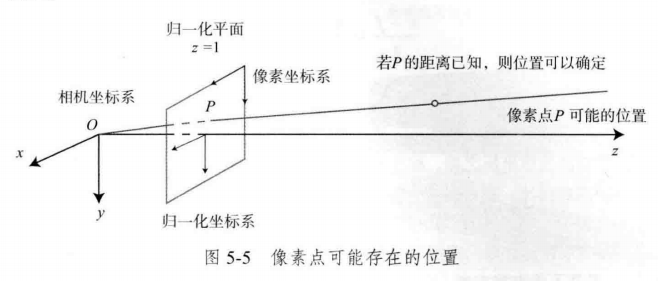 归一化平面
z=1
若P的距离已知，则位置可以确定
像素坐标系
相机坐标系
P
像素点P可能的位置
O
x
z
y
归一化坐标系
图 5-5 像素点可能存在的位置